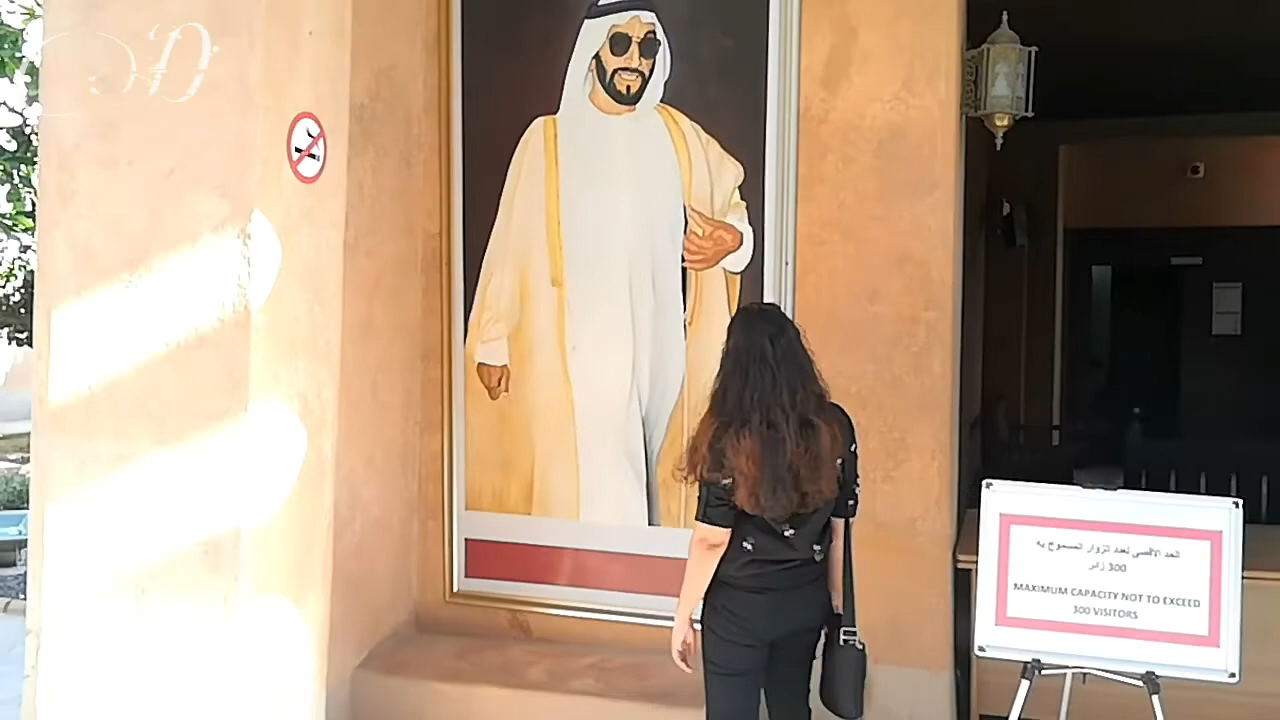 الحد الأقصى لعدد الزوار المسموح به
300 زائر
MAXIMUM CAPACITY NOT TO EXCEED
300 VISITORS